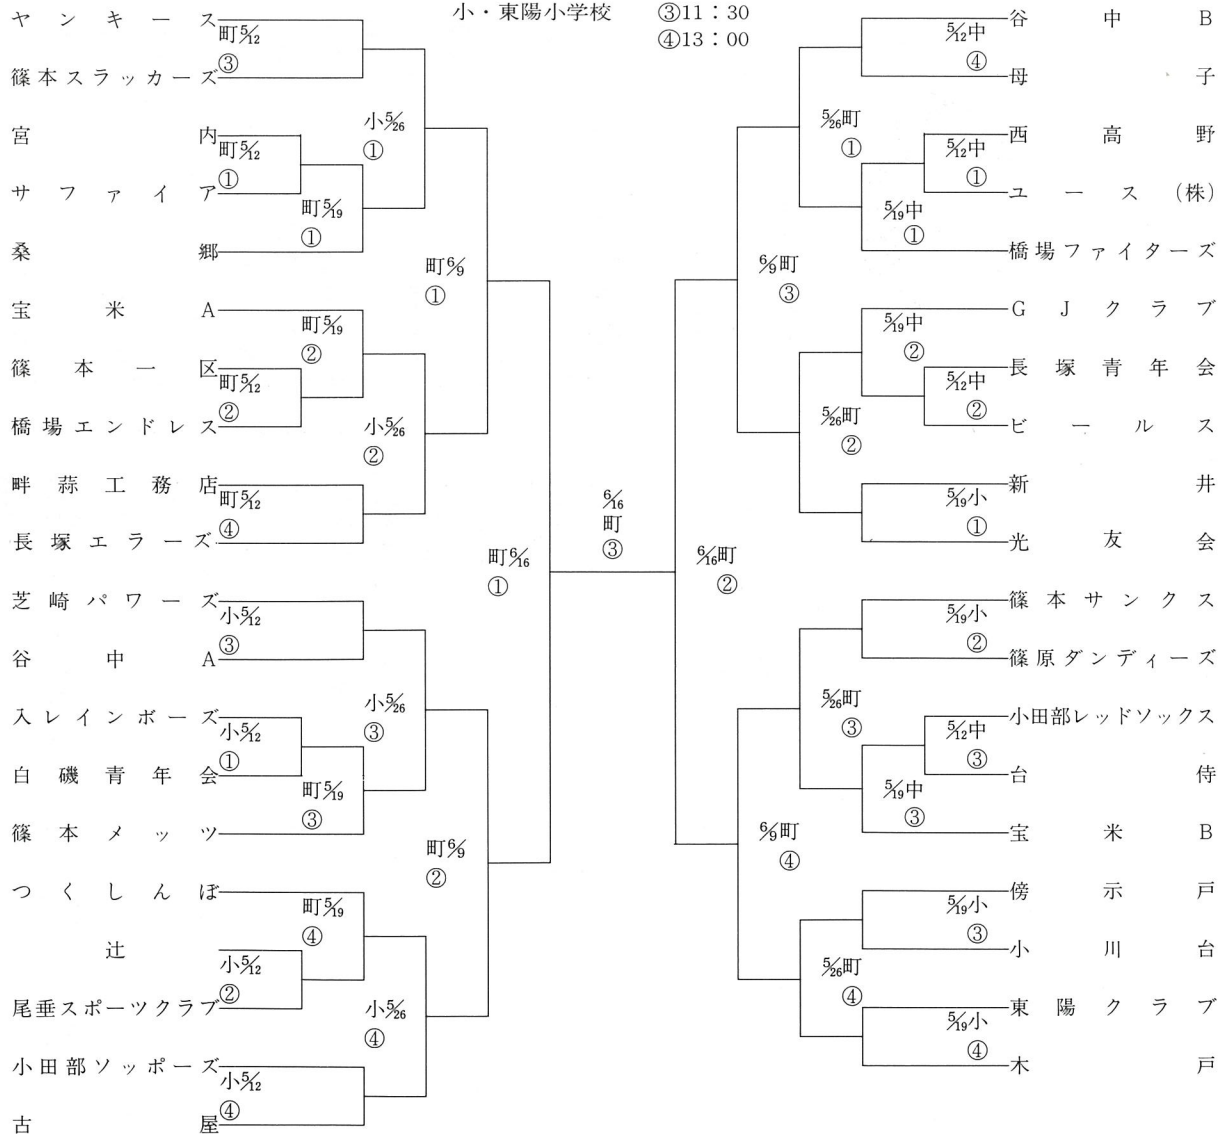 小・東陽小学校 ③11：30
④13：00
ヤンキース
町5/12
③
篠本スラッカーズ
小5/26
①
宮内
町5/12
①
サファイア
町5/19
①
桑郷
町6/9
①
宝米A
町5/19
②
篠本一区
町5/12
②
橋場エンドレス
小5/26
②
畔蒜工務店
町5/12
④
長塚エラーズ
町6/16
①
芝崎パワーズ
小5/12
③
谷中A
小5/26
③
入レインボーズ
小5/12
①
白磯青年会
町5/19
③
篠本メッツ
町6/9
②
つくしんぼ
町5/19
④
辻
小5/12
②
尾垂スポーツクラブ
小5/26
④
小田部ソッポーズ
小5/12
④
古屋
6/16
町
③
谷中B
5/12中
④
母子
5/26町
①
西高野
5/12中
①
ユース（株）
5/19中
①
橋場ファイターズ
6/9町
③
GJクラブ
5/19中
②
長塚青年会
5/12中
②
ビールス
5/26町
②
新井
5/19小
①
光友会
6/16町
②
篠本サンクス
5/19小
②
篠原ダンディーズ
5/26町
③
小田部レッドソックス
5/12中
③
台侍
5/19中
③
宝米B
6/9町
④
傍示戸
5/19小
③
小川台
5/26町
④
東陽クラブ
5/19小
④
木戸